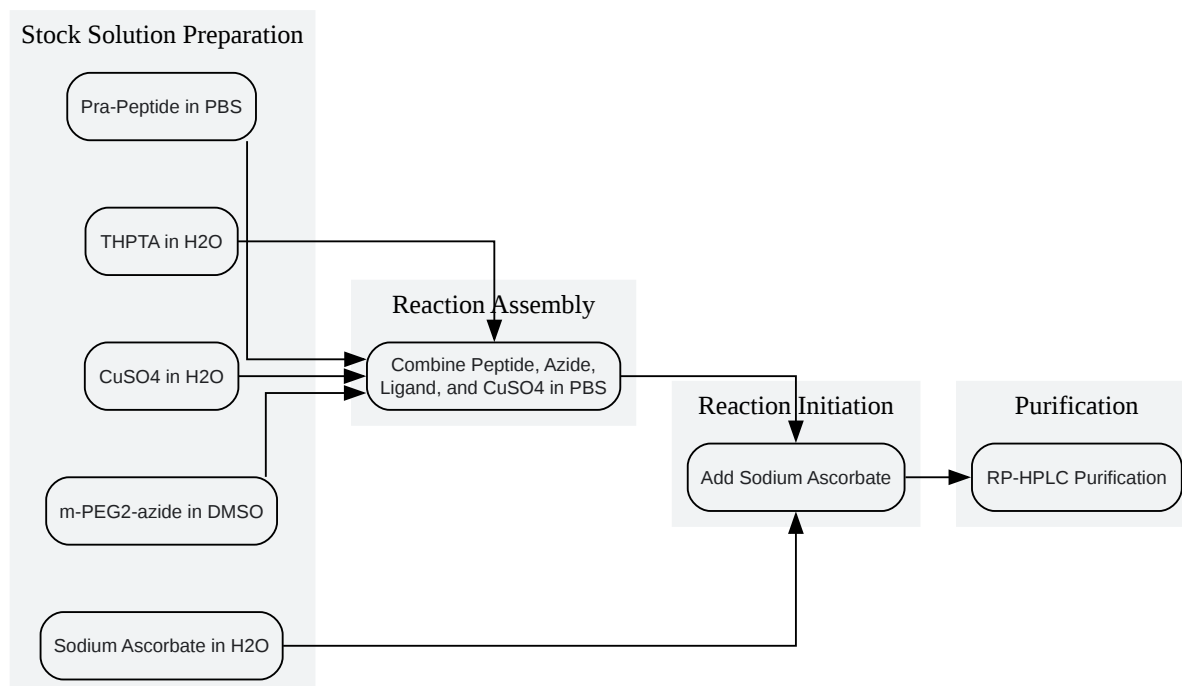 Stock Solution Preparation
Pra-Peptide in PBS
THPTA in H2O
CuSO4 in H2O
m-PEG2-azide in DMSO
Sodium Ascorbate in H2O
Reaction Assembly
Combine Peptide, Azide,
Ligand, and CuSO4 in PBS
Reaction Initiation
Add Sodium Ascorbate
Purification
RP-HPLC Purification